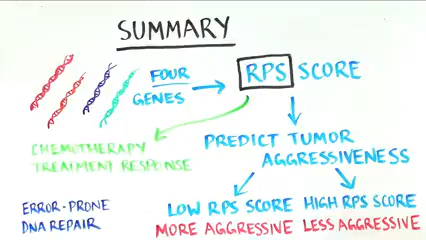 SUMMARY
FOUR
GENES
RPS SCORE
CHEMOTHERAPY
TREATMENT RESPONSE
PREDICT TUMOR
AGGRESSIVENESS
ERROR-PRONE
DNA REPAIR
LOW RPS SCORE
MORE AGGRESSIVE
HIGH RPS SCORE
LESS AGGRESSIVE